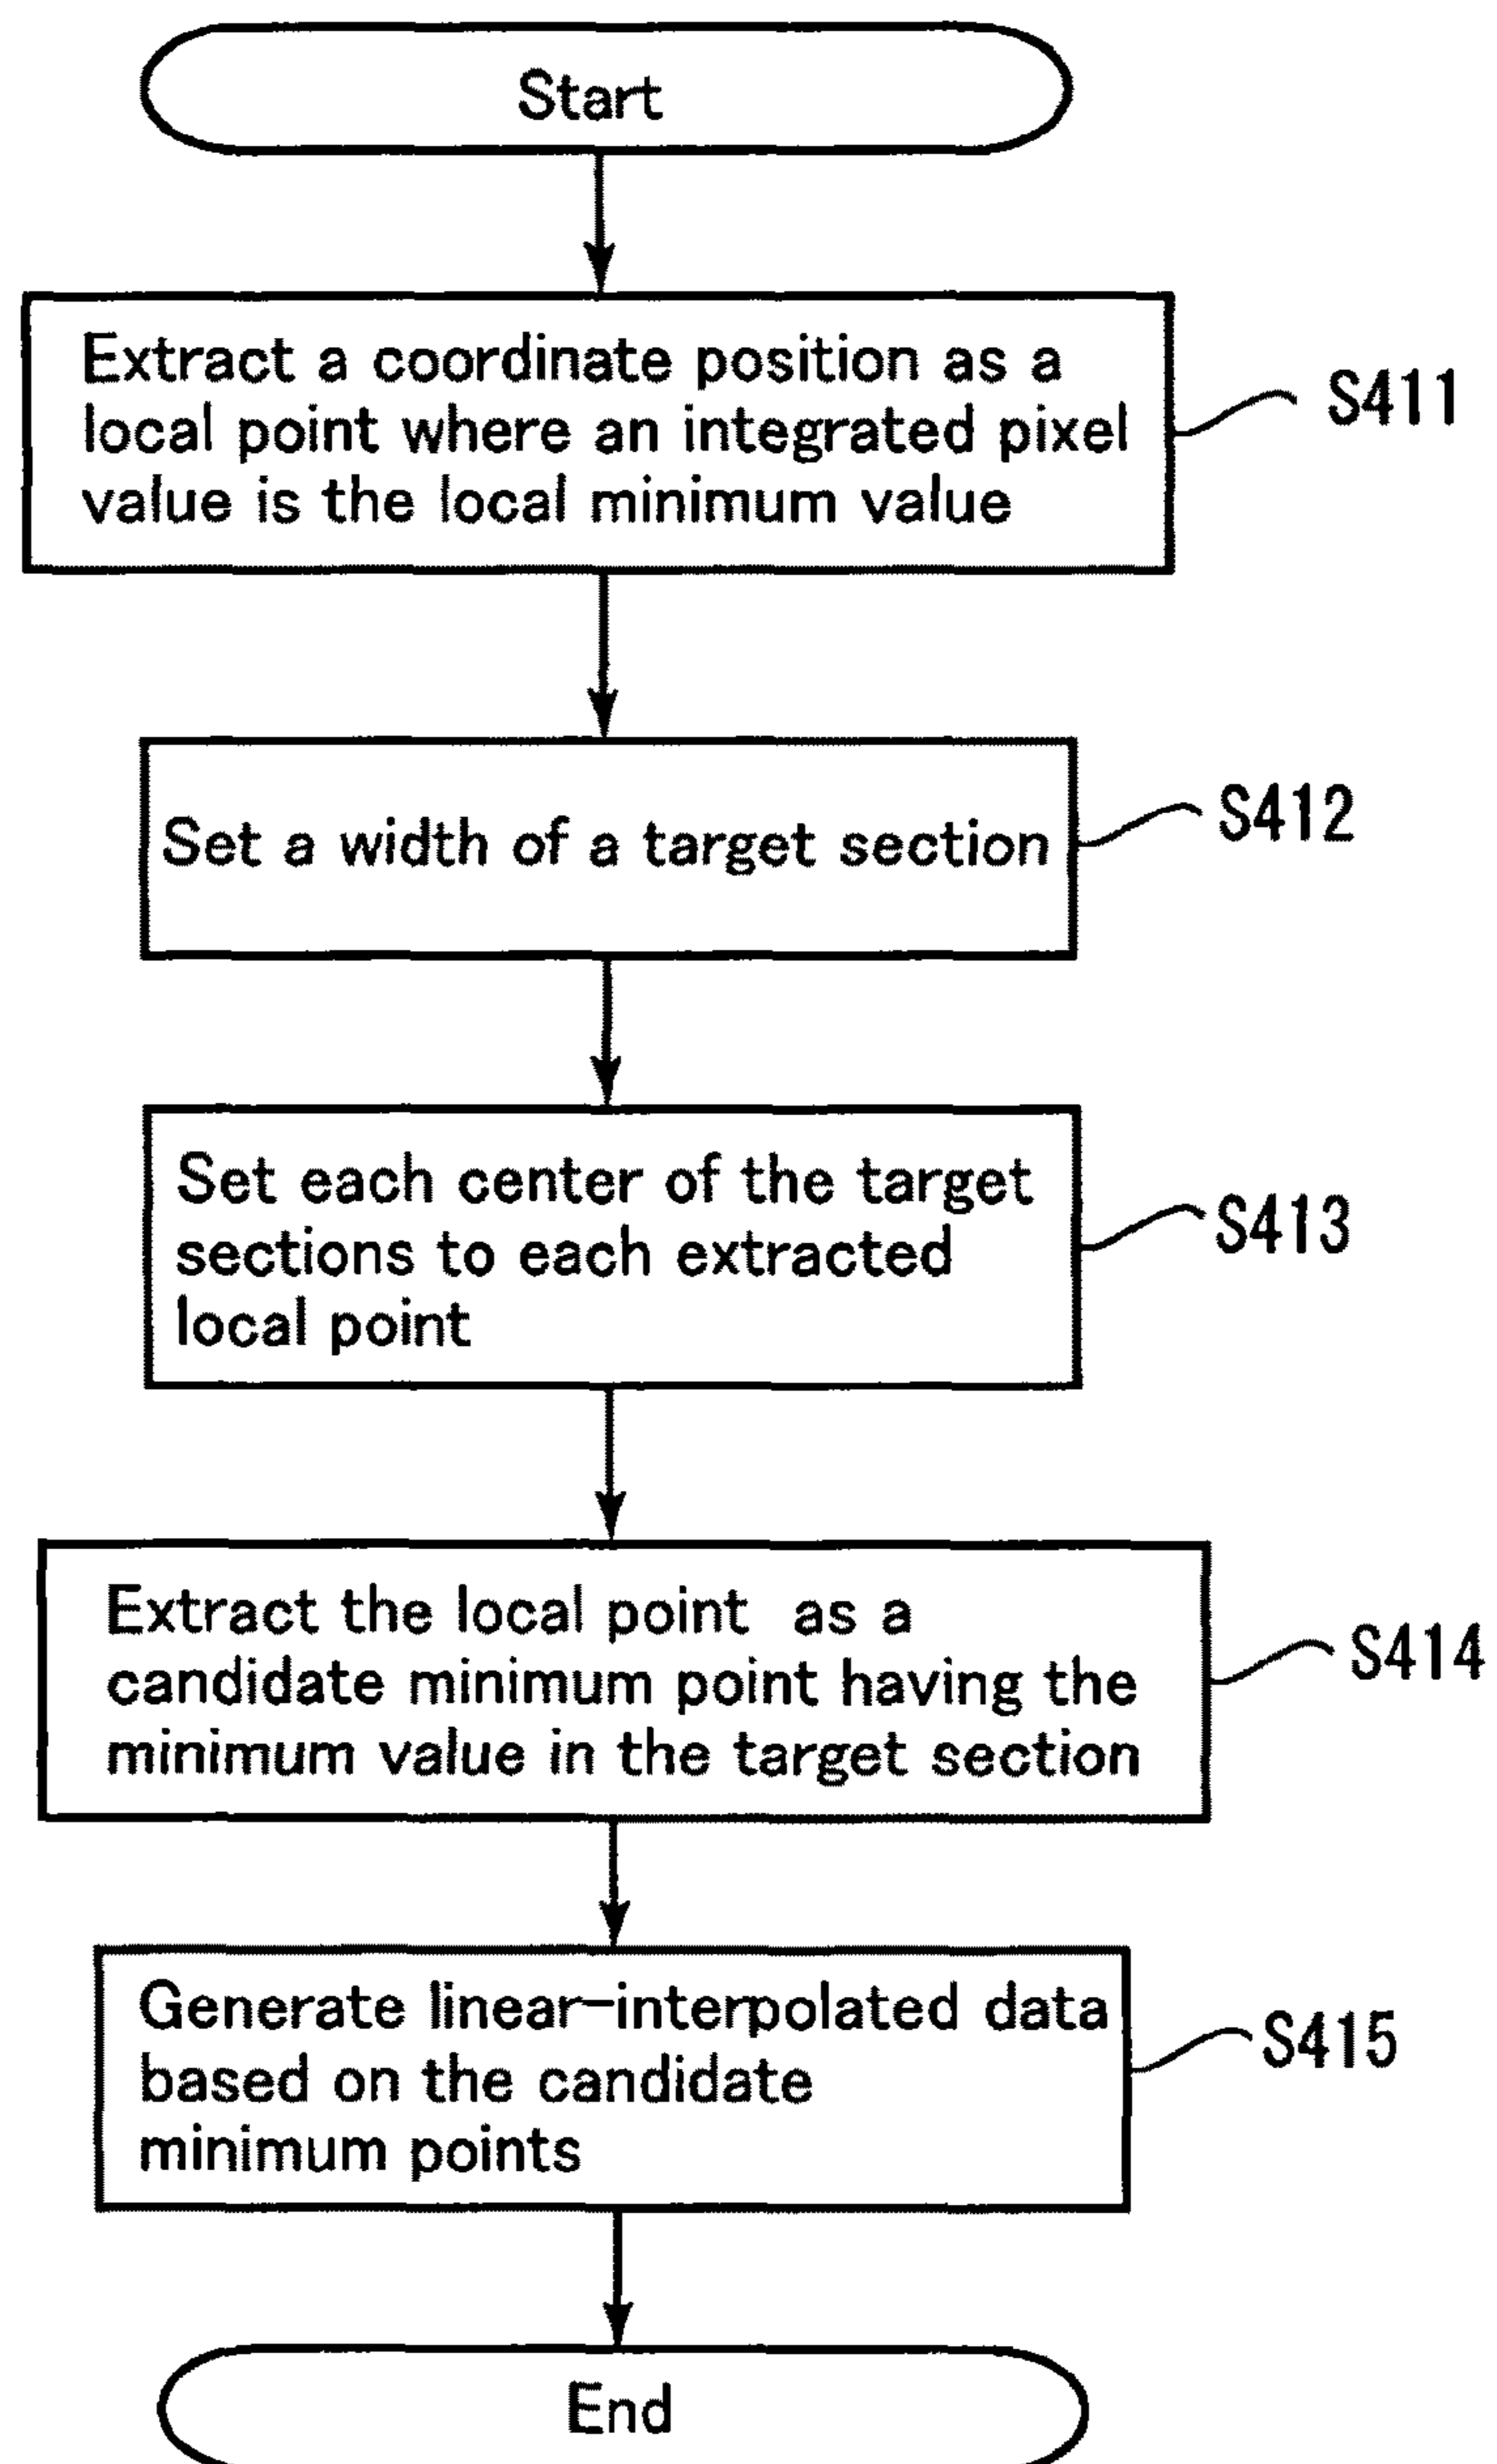 Start
Extract a coordinate position as a
local point where an integrated pixel
value is the local minimum value
S411
Set a width of a target section
S412
Set each center of the target
sections to each extracted
local point
S413
Extract the local point as a
candidate minimum point having the
minimum value in the target section
S414
Generate linear-interpolated data
based on the candidate
minimum points
S415
End